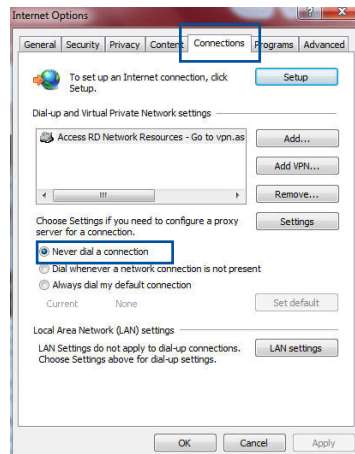 Internet Options
General Security Privacy Content Connections Programs Advanced
To set up an Internet connection, click Setup
Setup.
Dial-up and Virtual Private Network settings
Access RD Network Resources - Go to vpn.as Add...
Add VPN...
Remove...
Choose Settings if you need to configure a proxy Settings
server for a connection.
Never dial a connection
Dial whenever a network connection is not present
Always dial my default connection
Current None Set default
Local Area Network (LAN) settings
LAN Settings do not apply to dial-up connections. LAN settings
Choose Settings above for dial-up settings.
OK Cancel Apply